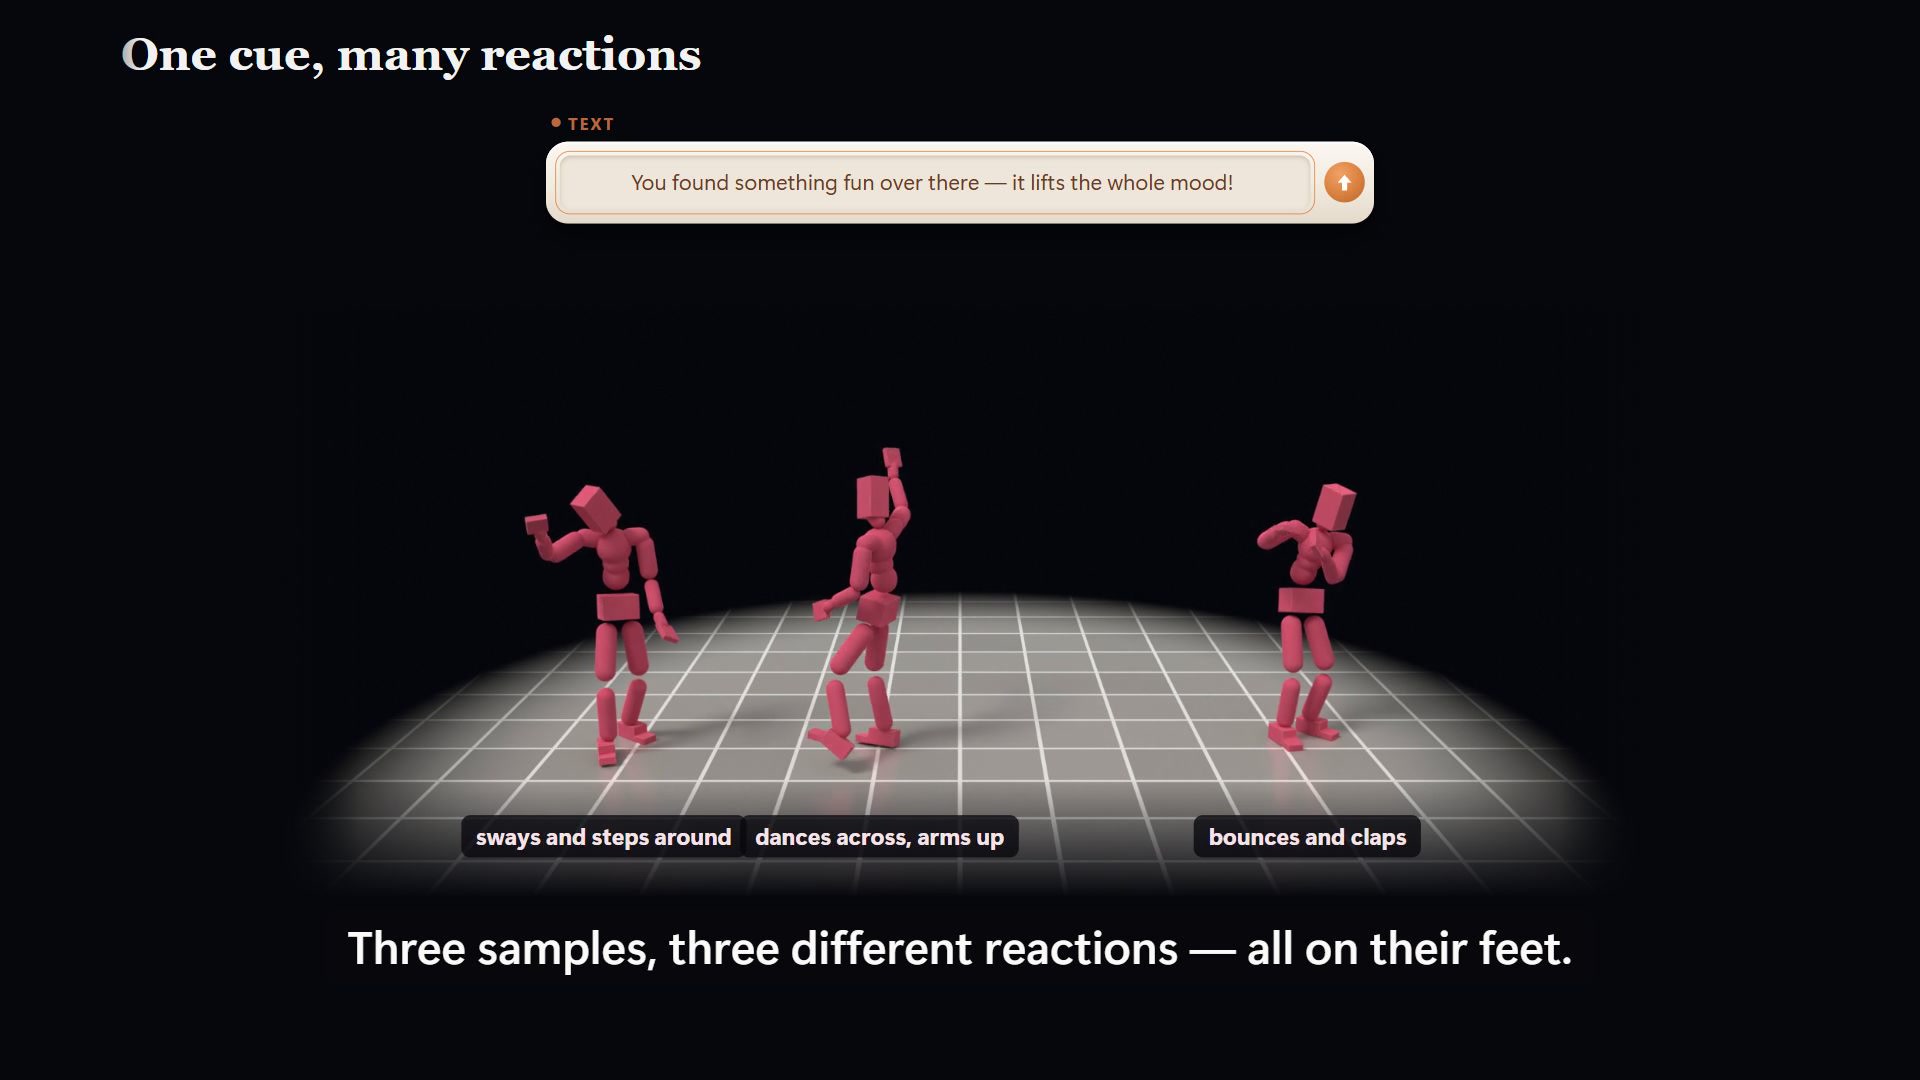 One cue, many reactions
TEXT
You found something fun over there — it lifts the whole mood!
sways and steps around
dances across, arms up
bounces and claps
Three samples, three different reactions — all on their feet.